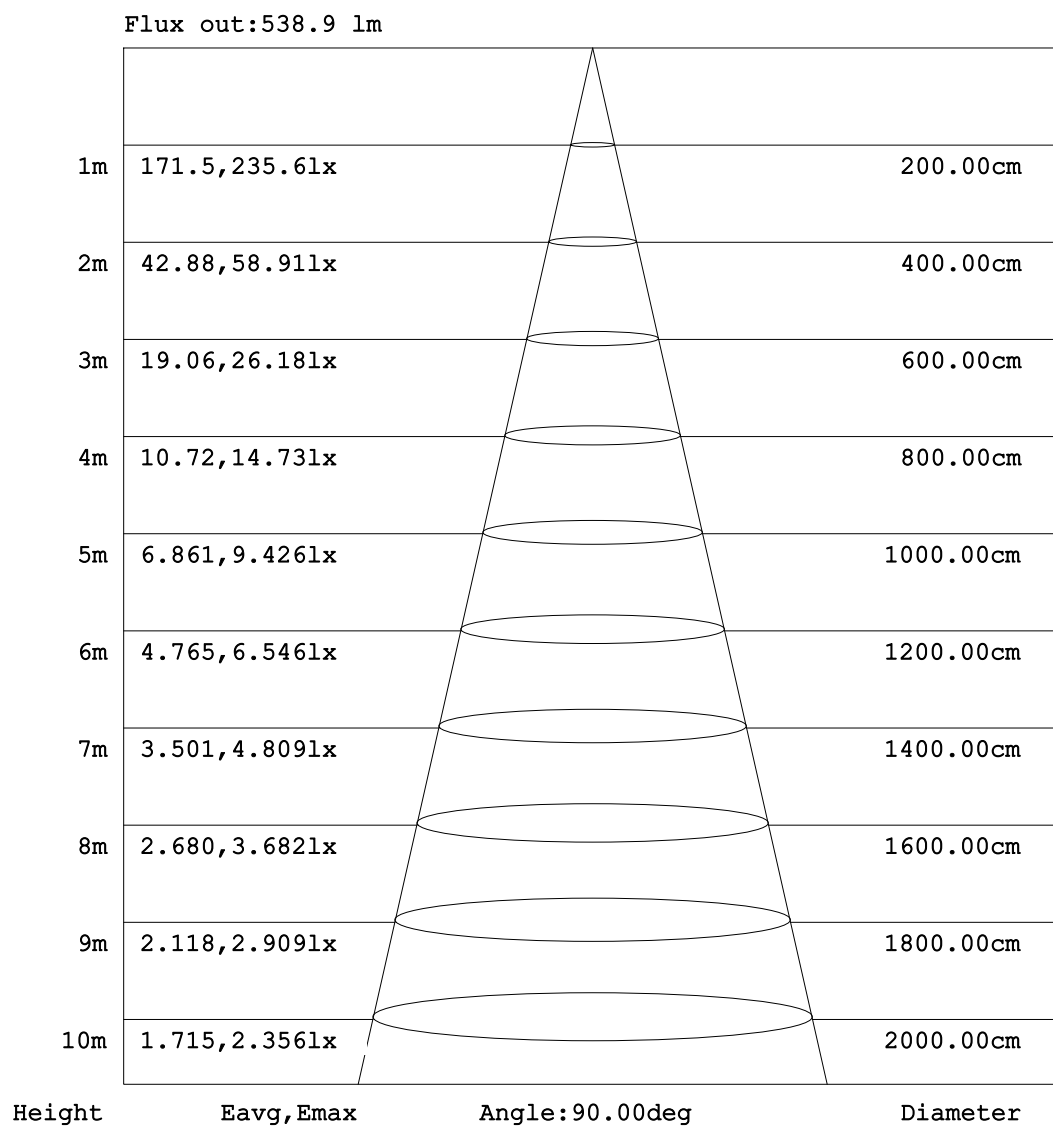 Flux out:538.9 lm
1m 171.5,235.6lx 200.00cm
2m 42.88,58.91lx 400.00cm
3m 19.06,26.18lx 600.00cm
4m 10.72,14.73lx 800.00cm
5m 6.861,9.426lx 1000.00cm
6m 4.765,6.546lx 1200.00cm
7m 3.501,4.809lx 1400.00cm
8m 2.680,3.682lx 1600.00cm
9m 2.118,2.909lx 1800.00cm
10m 1.715,2.356lx 2000.00cm
Height Eavg,Emax Angle:90.00deg Diameter